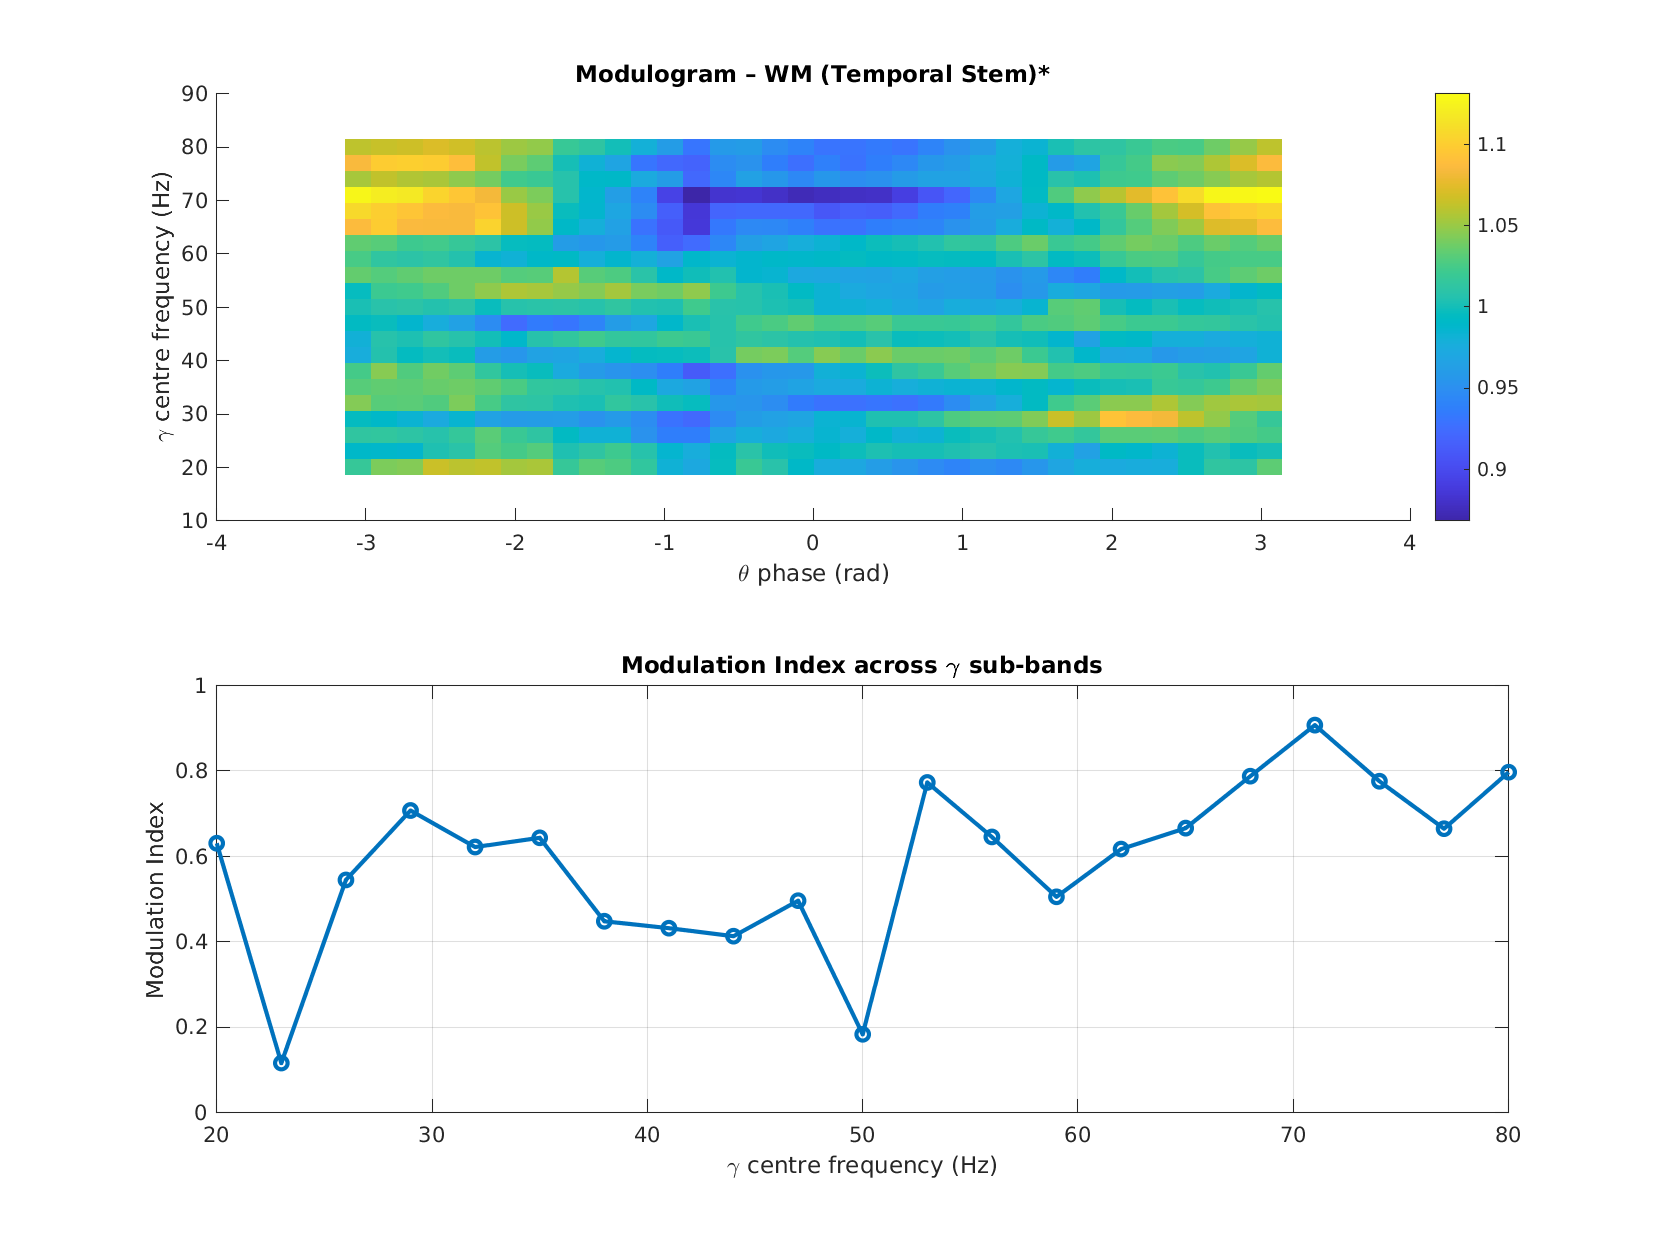 Modulogram – WM (Temporal Stem)*
90
80
70
60
50
40
30
20
10
γ centre frequency (Hz)
-4 -3 -2 -1 0 1 2 3 4
θ phase (rad)
1.1
1.05
1
0.95
0.9
Modulation Index across γ sub-bands
1
0.8
0.6
0.4
0.2
0
Modulation Index
20 30 40 50 60 70 80
γ centre frequency (Hz)